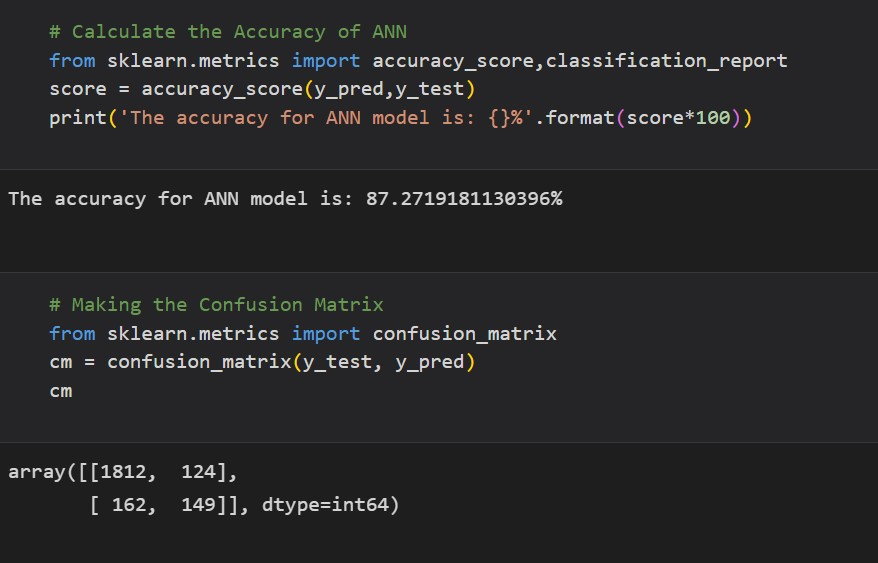 # Calculate the Accuracy of ANN
from sklearn.metrics import accuracy_score,classification_report
score = accuracy_score(y_pred,y_test)
print('The accuracy for ANN model is: {}%'.format(score*100))
The accuracy for ANN model is: 87.2719181130396%
# Making the Confusion Matrix
from sklearn.metrics import confusion_matrix
cm = confusion_matrix(y_test, y_pred)
cm
array([[1812,  124],
       [ 162,  149]], dtype=int64)